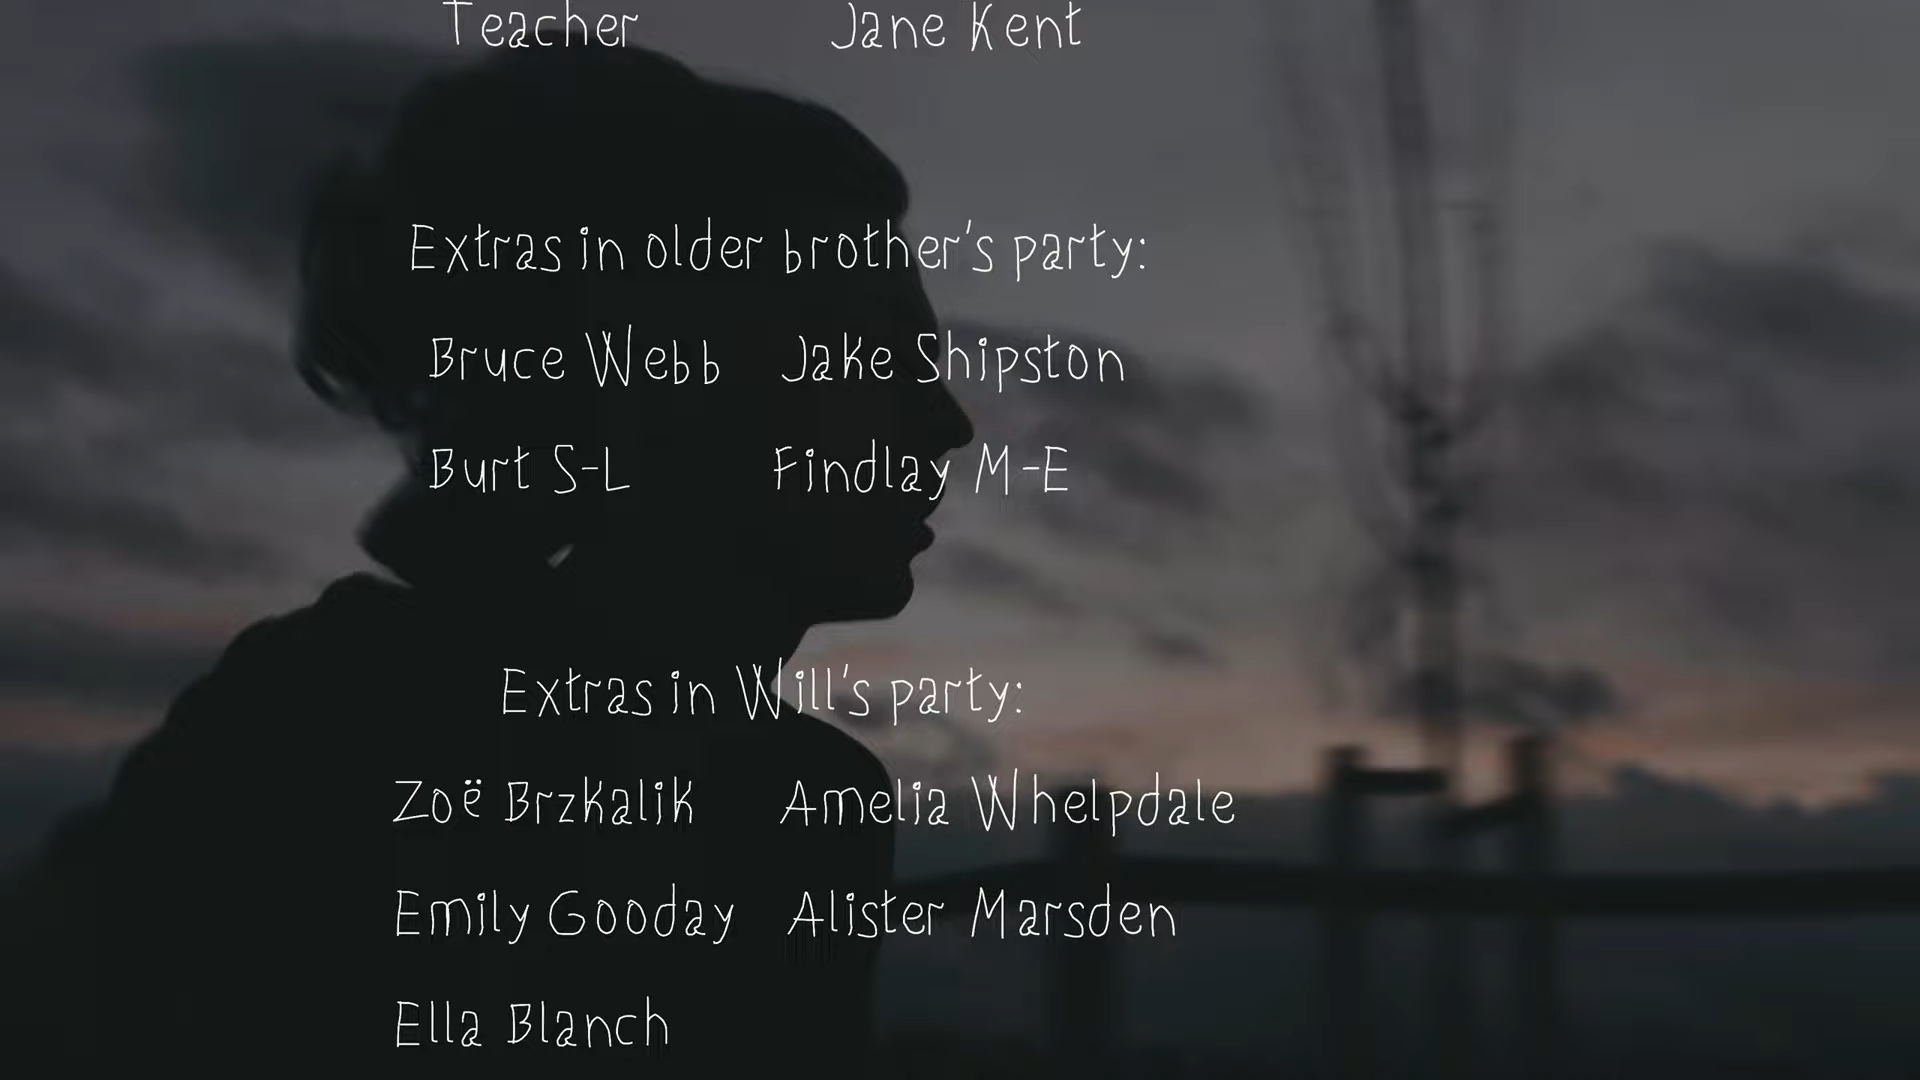 Teacher Jane Kent
Extras in older brother's party:
Bruce Webb Jake Shipston
Burt S-L Findlay M-E
Extras in Will's party:
Zoë Brzkalik Amelia Whelpdale
Emily Gooday Alister Marsden
Ella Blanch